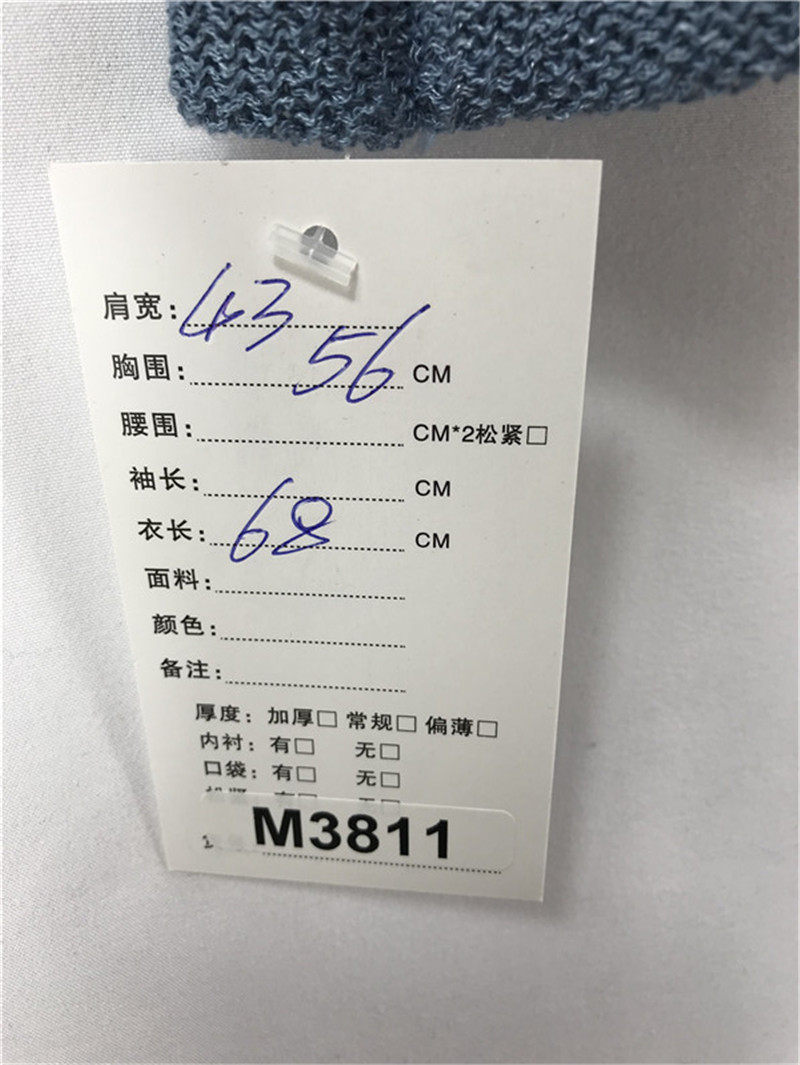 肩宽: 43
胸围: 56 CM
腰围: CM*2松紧□
袖长: CM
衣长: 68 CM
面料:
颜色:
备注:
厚度: 加厚□ 常规□ 偏薄□
内衬: 有□ 无□
口袋: 有□ 无□
M3811